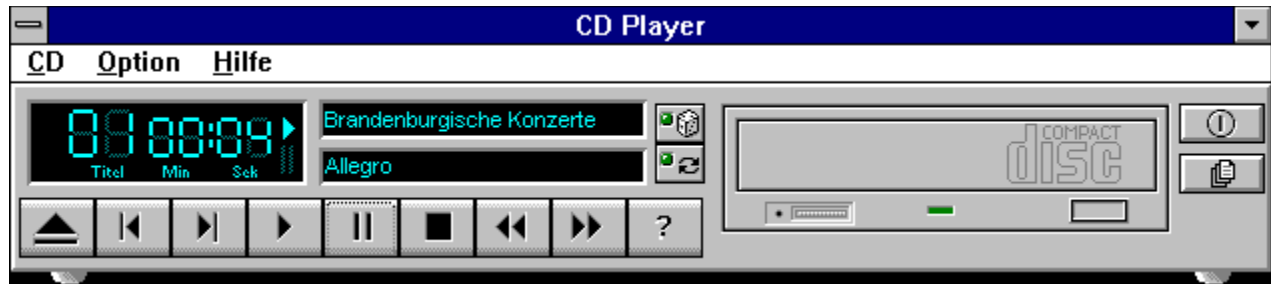 CD Player
CD Option Hilfe
01 00:04
Titel Min Sek
Brandenburgische Konzerte
Allegro
COMPACT
disc
?